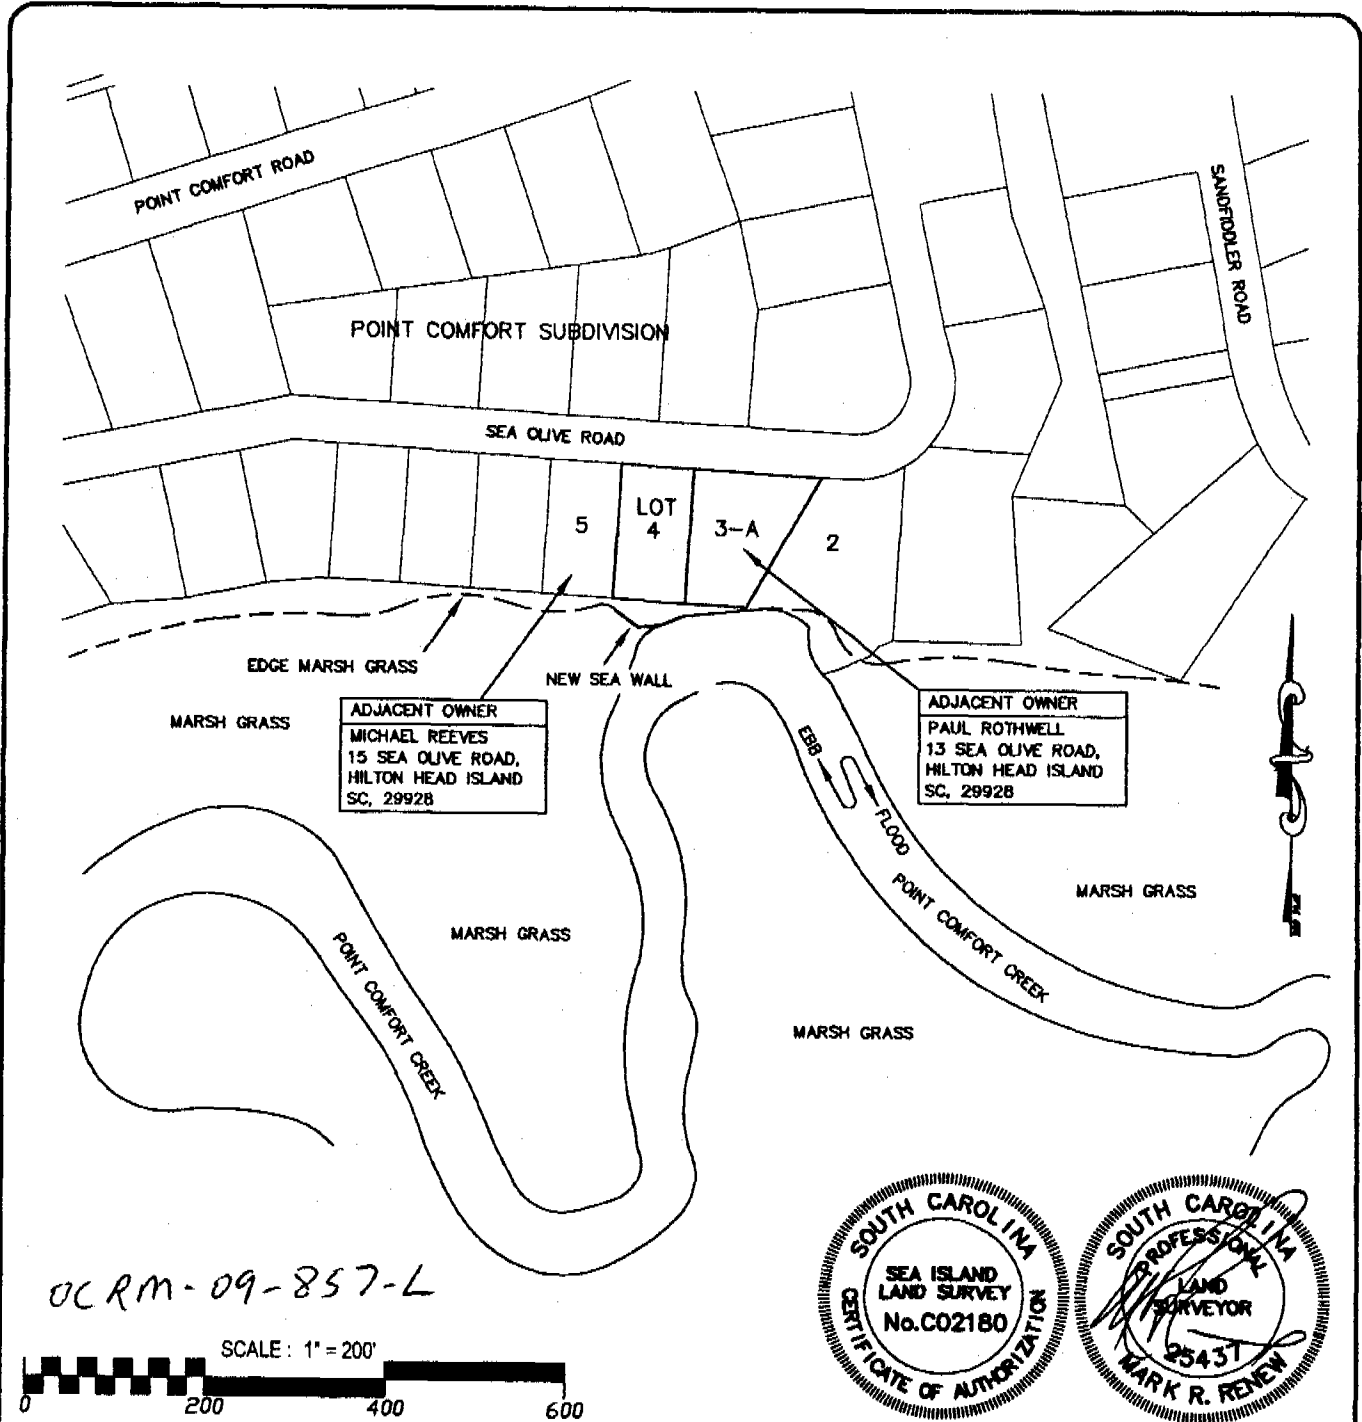 POINT COMFORT ROAD
SANDFIDDLER ROAD
POINT COMFORT SUBDIVISION
SEA OLIVE ROAD
5
LOT
4
3-A
2
EDGE MARSH GRASS
NEW SEA WALL
MARSH GRASS
ADJACENT OWNER
MICHAEL REEVES
15 SEA OLIVE ROAD,
HILTON HEAD ISLAND
SC, 29928
ADJACENT OWNER
PAUL ROTHWELL
13 SEA OLIVE ROAD,
HILTON HEAD ISLAND
SC, 29928
EBB
FLOOD
POINT COMFORT CREEK
MARSH GRASS
MARSH GRASS
POINT COMFORT CREEK
MARSH GRASS
OCRM-09-857-L
SCALE : 1" = 200'
0 200 400 600
SOUTH CAROLINA
SEA ISLAND
LAND SURVEY
No.C02180
CERTIFICATE OF AUTHORIZATION
SOUTH CAROLINA
PROFESSIONAL
LAND
SURVEYOR
25437
MARK R. RENEW